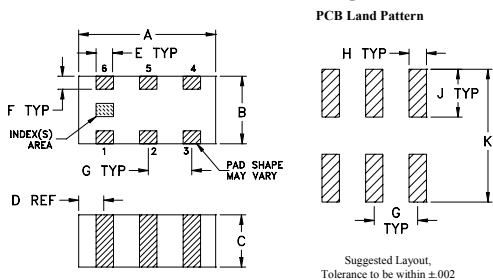 PCB Land Pattern
A
E TYP
6 5 4
F TYP
B
INDEX(S)
AREA
1 2 3
G TYP
PAD SHAPE
MAY VARY
D REF
C
H TYP
J TYP
K
G
TYP
Suggested Layout,
Tolerance to be within ±.002